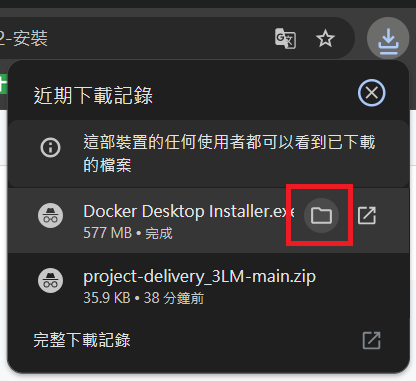 2-安裝
近期下載記錄
這部裝置的任何使用者都可以看到已下載
的檔案
Docker Desktop Installer.exe
577 MB • 完成
project-delivery_3LM-main.zip
35.9 KB • 38 分鐘前
完整下載記錄